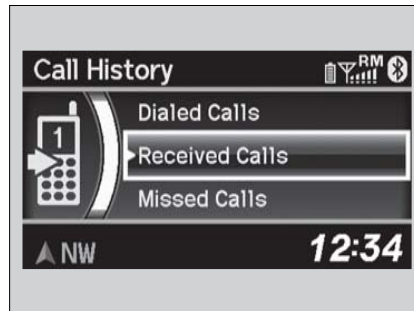 Call History
RM
1
Dialed Calls
Received Calls
Missed Calls
NW
12:34